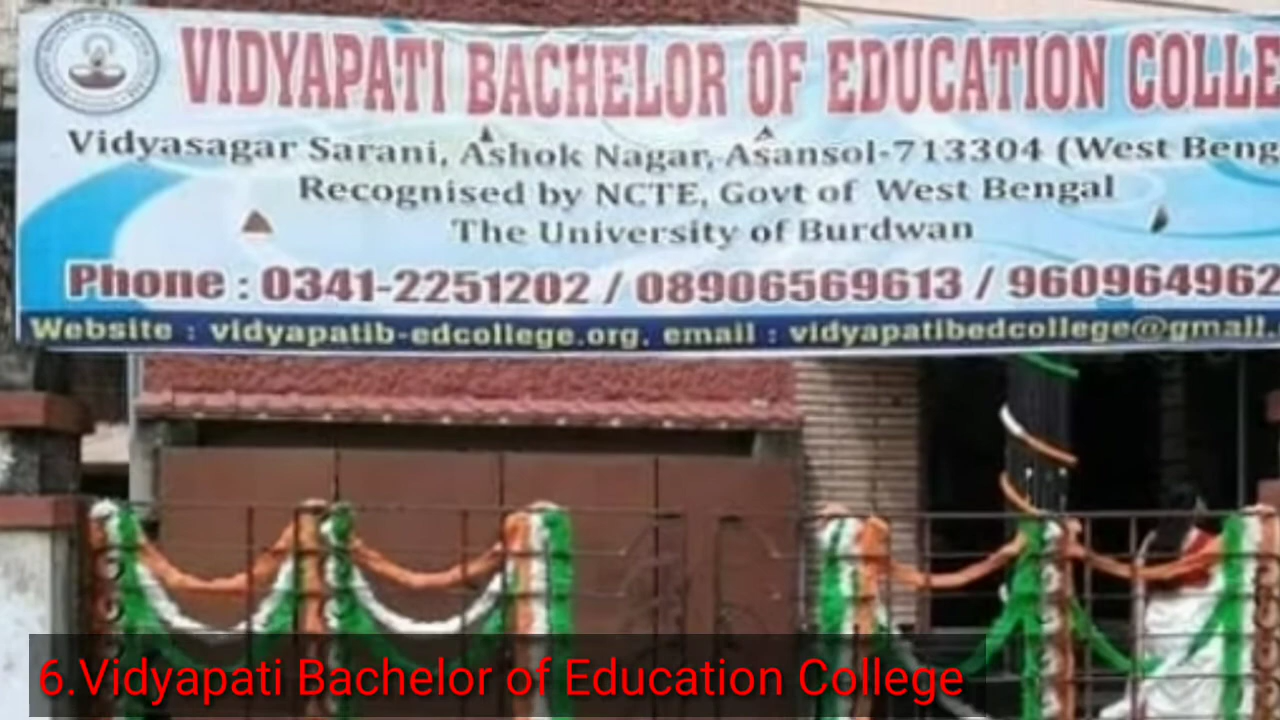 VIDYAPATI BACHELOR OF EDUCATION COLLE
Vidyasagar Sarani, Ashok Nagar, Asansol-713304 (West Beng
Recognised by NCTE, Govt of West Bengal
The University of Burdwan
Phone : 0341-2251202 / 08906569613 / 960964962
Website : vidyapatib-edcollege.org, email : vidyapatibedcollege@gmail.
6.Vidyapati Bachelor of Education College